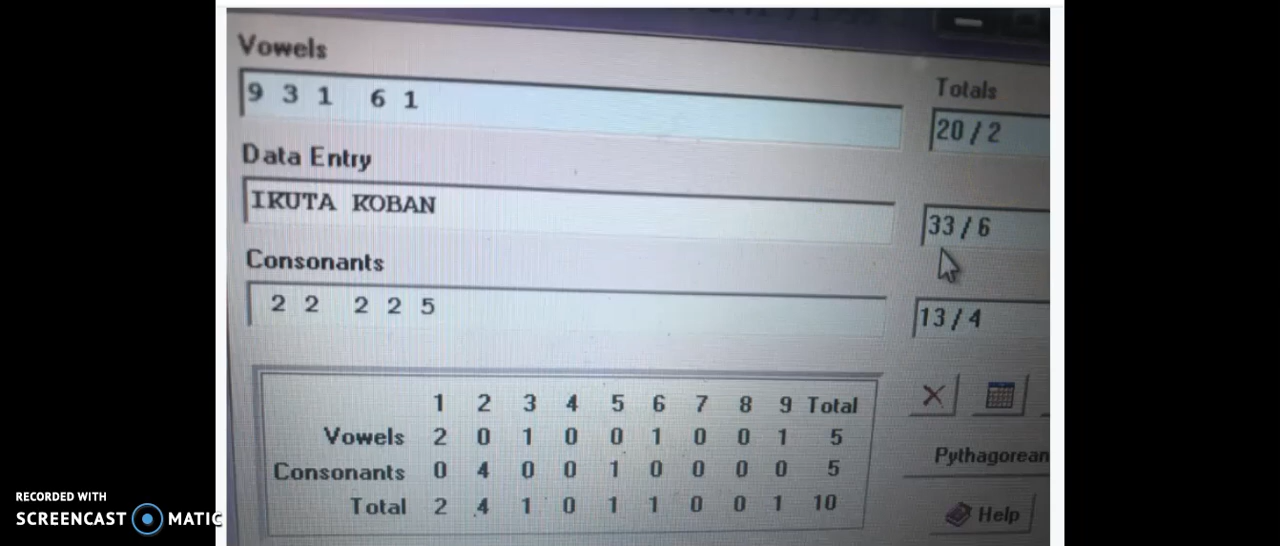 Vowels
9 3 1 6 1
Totals
20 / 2
Data Entry
IKUTA KOBAN
33 / 6
Consonants
2 2 2 2 5
13 / 4
1 2 3 4 5 6 7 8 9 Total
Vowels 2 0 1 0 0 1 0 0 1 5
Consonants 0 4 0 0 1 0 0 0 0 5
Total 2 4 1 0 1 1 0 0 1 10
Pythagorean
Help
RECORDED WITH
SCREENCAST MATIC